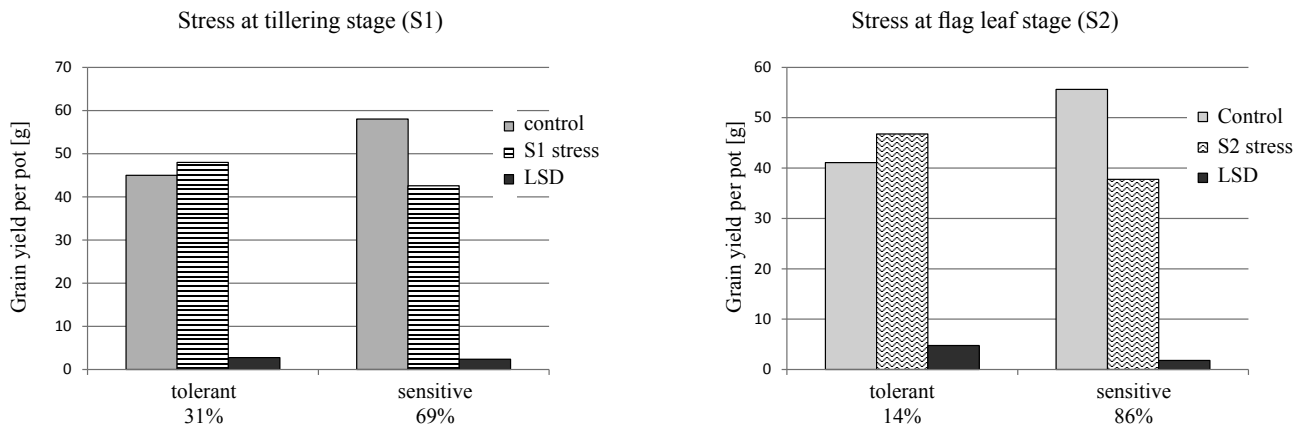 Stress at tillering stage (S1)
Grain yield per pot [g]
70
60
50
40
30
20
10
0
control
S1 stress
LSD
tolerant
31%
sensitive
69%
Stress at flag leaf stage (S2)
Grain yield per pot [g]
60
50
40
30
20
10
0
Control
S2 stress
LSD
tolerant
14%
sensitive
86%